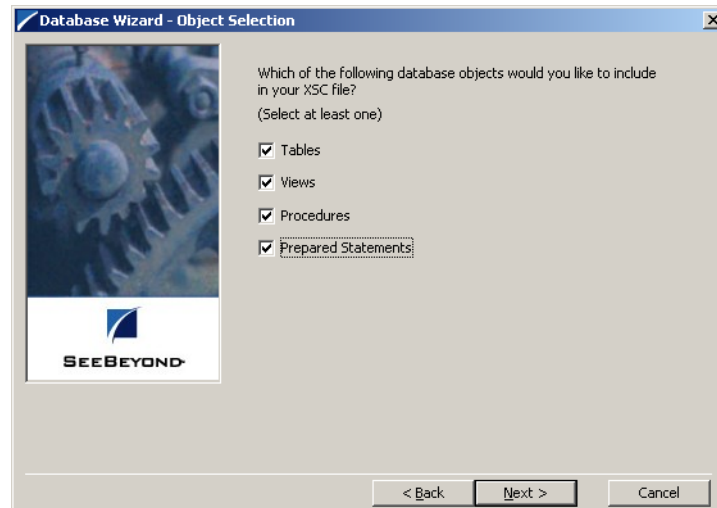 Database Wizard - Object Selection
Which of the following database objects would you like to include
in your XSC file?
(Select at least one)
Tables
Views
Procedures
Prepared Statements
SEEBEYOND
< Back
Next >
Cancel